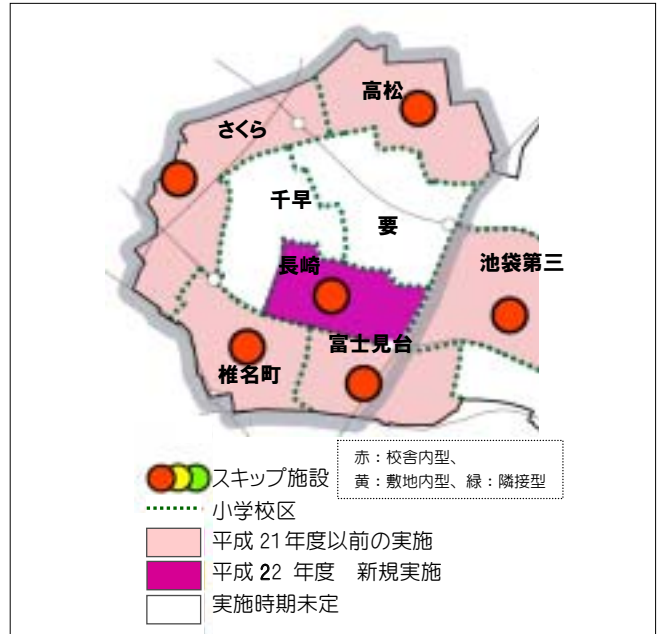 高松
さくら
千早
要
長崎
池袋第三
富士見台
椎名町
赤：校舎内型、
黄：敷地内型、緑：隣接型
スキップ施設
小学校区
平成 21年度以前の実施
平成 22 年度　新規実施
実施時期未定